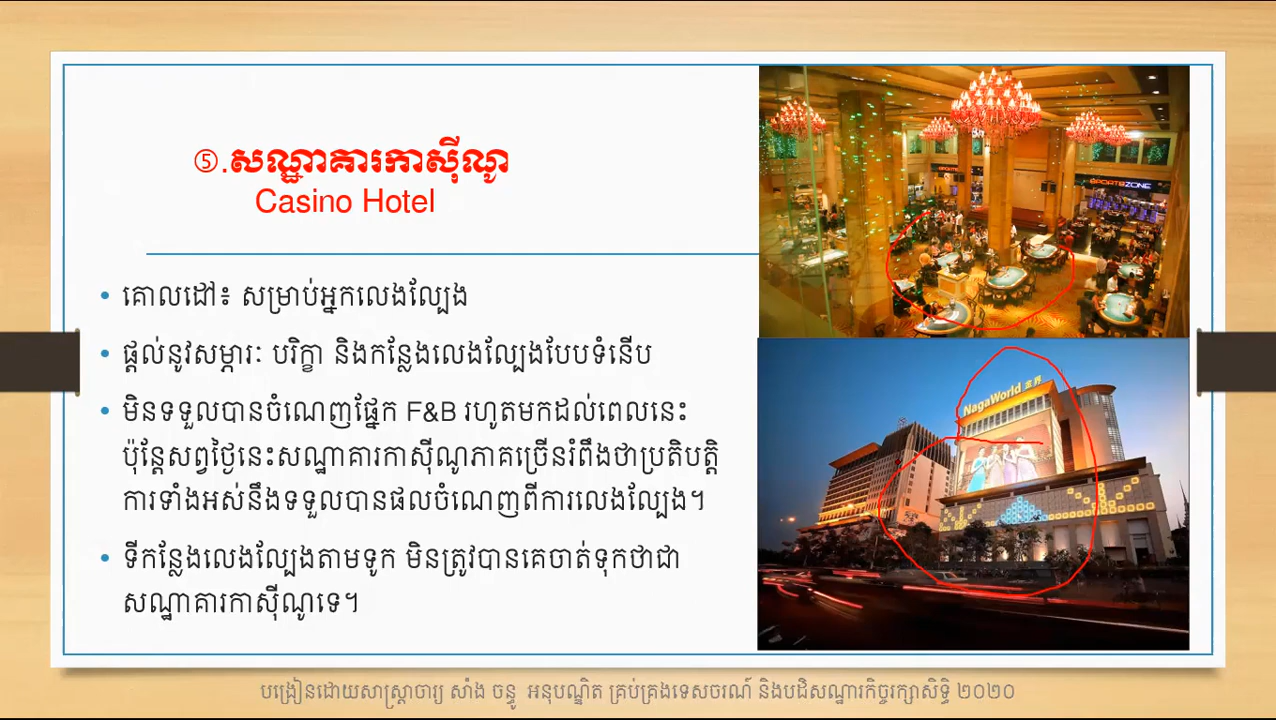 ⑤.សណ្ឋាគារកាស៊ីណូ
Casino Hotel
• គោលដៅ៖ សម្រាប់អ្នកលេងល្បែង
• ផ្តល់នូវសម្ភារៈ បរិក្ខា និងកន្លែងលេងល្បែងបែបទំនើប
• មិនទទួលបានចំណេញផ្នែក F&B រហូតមកដល់ពេលនេះ
ប៉ុន្តែសព្វថ្ងៃនេះសណ្ឋាគារកាស៊ីណូភាគច្រើនរំពឹងថាប្រតិបត្តិ
ការទាំងអស់នឹងទទួលបានផលចំណេញពីការលេងល្បែង។
• ទីកន្លែងលេងល្បែងតាមទូក មិនត្រូវបានគេចាត់ទុកថាជា
សណ្ឋាគារកាស៊ីណូទេ។
SPORTSZONE
NagaWorld 金界
បង្រៀនដោយសាស្ត្រាចារ្យ សាំង ចន្ធូ អនុបណ្ឌិត គ្រប់គ្រងទេសចរណ៍ និងបដិសណ្ឋារកិច្ចរក្សាសិទ្ធិ ២០២០